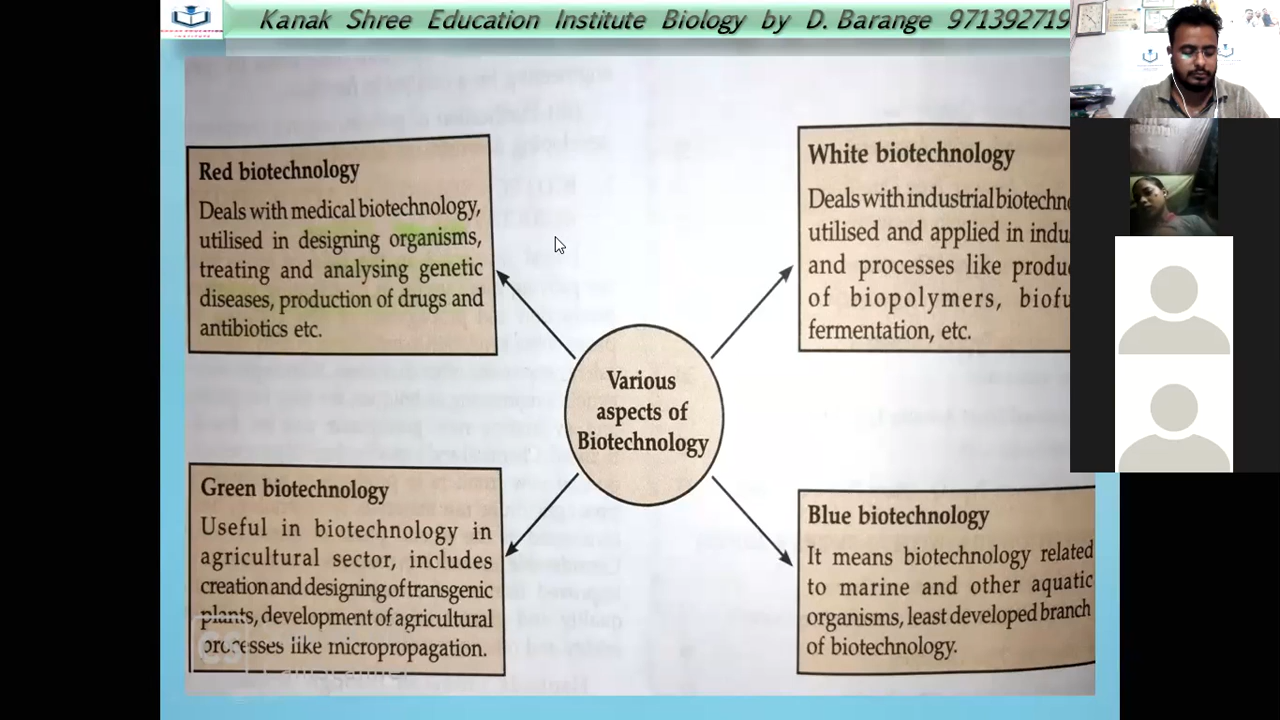 Kanak Shree Education Institute Biology by D. Barange 971392719
Red biotechnology
Deals with medical biotechnology,
utilised in designing organisms,
treating and analysing genetic
diseases, production of drugs and
antibiotics etc.
White biotechnology
Deals with industrial biotechn
utilised and applied in indu
and processes like produ
of biopolymers, biofu
fermentation, etc.
Various
aspects of
Biotechnology
Green biotechnology
Useful in biotechnology in
agricultural sector, includes
creation and designing of transgenic
plants, development of agricultural
processes like micropropagation.
CS
Blue biotechnology
It means biotechnology related
to marine and other aquatic
organisms, least developed branch
of biotechnology.